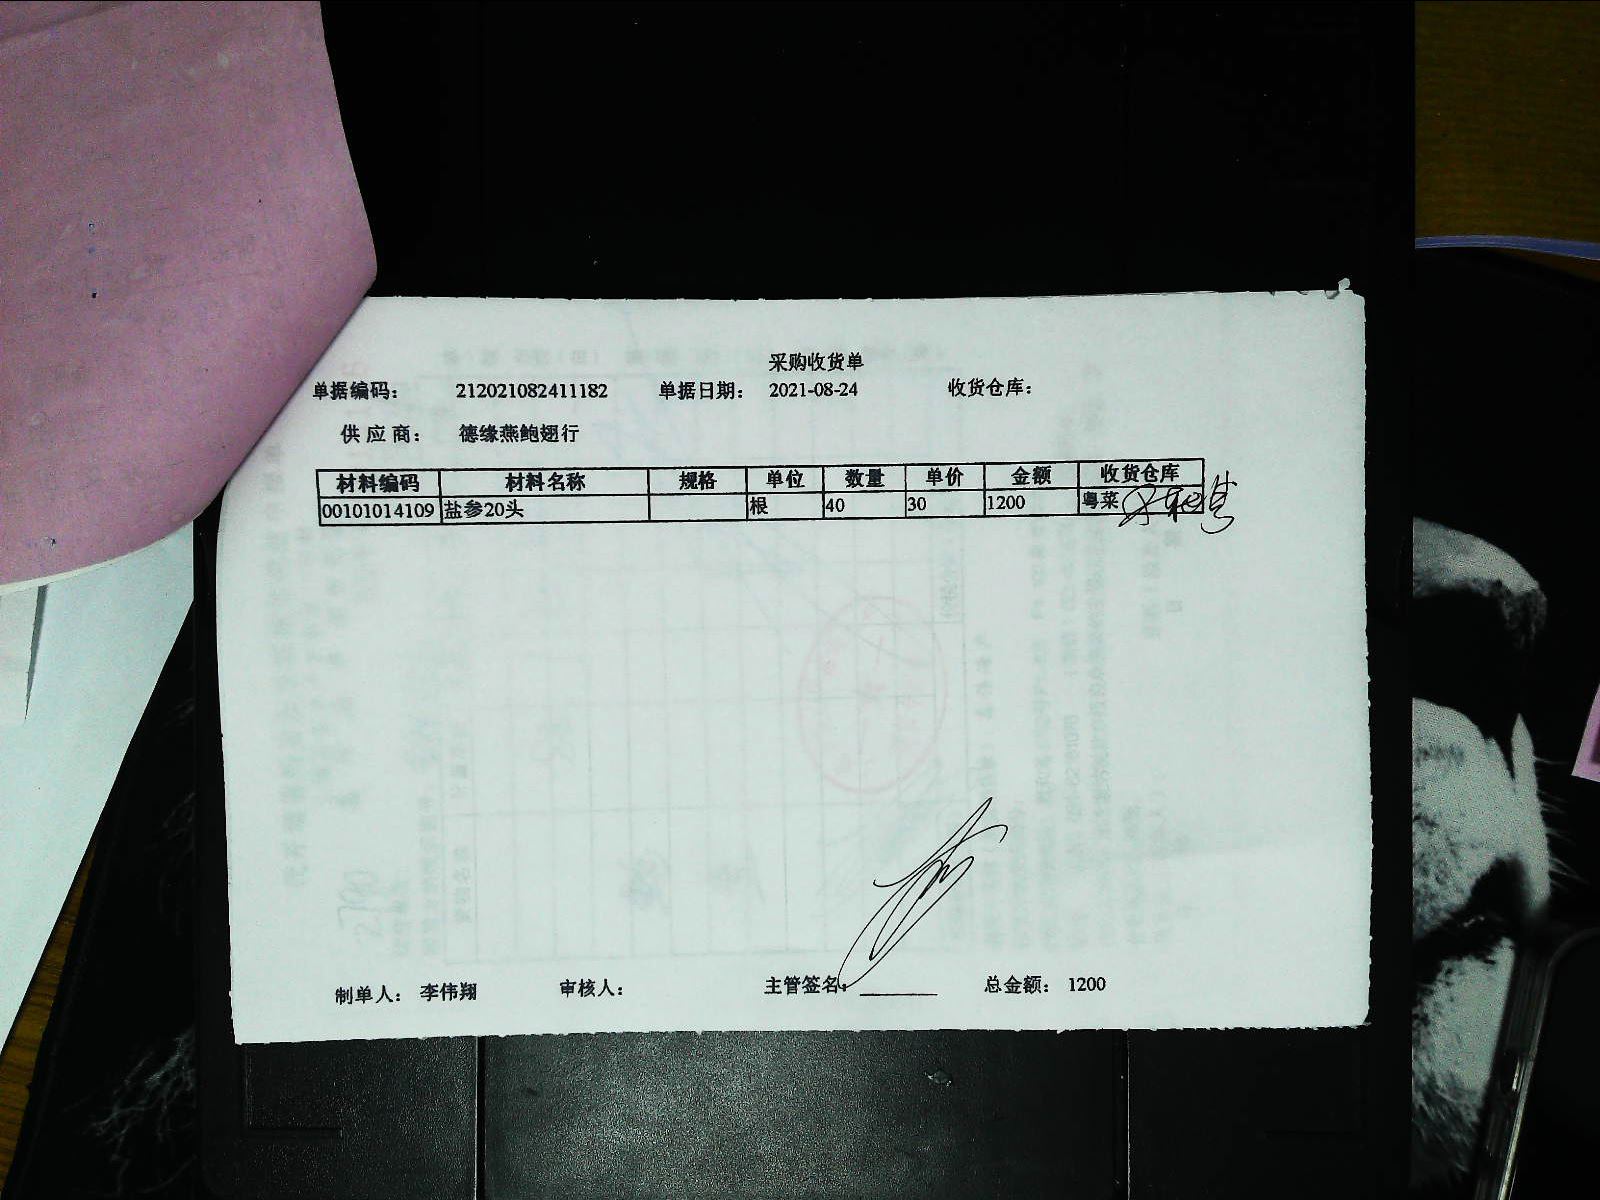 采购收货单
单据编码： 212021082411182 单据日期： 2021-08-24 收货仓库：
供应商： 德缘燕鲍翅行
材料编码 材料名称 规格 单位 数量 单价 金额 收货仓库
00101014109 盐参20头 根 40 30 1200 粤菜
制单人： 李伟翔 审核人： 主管签名： 总金额： 1200